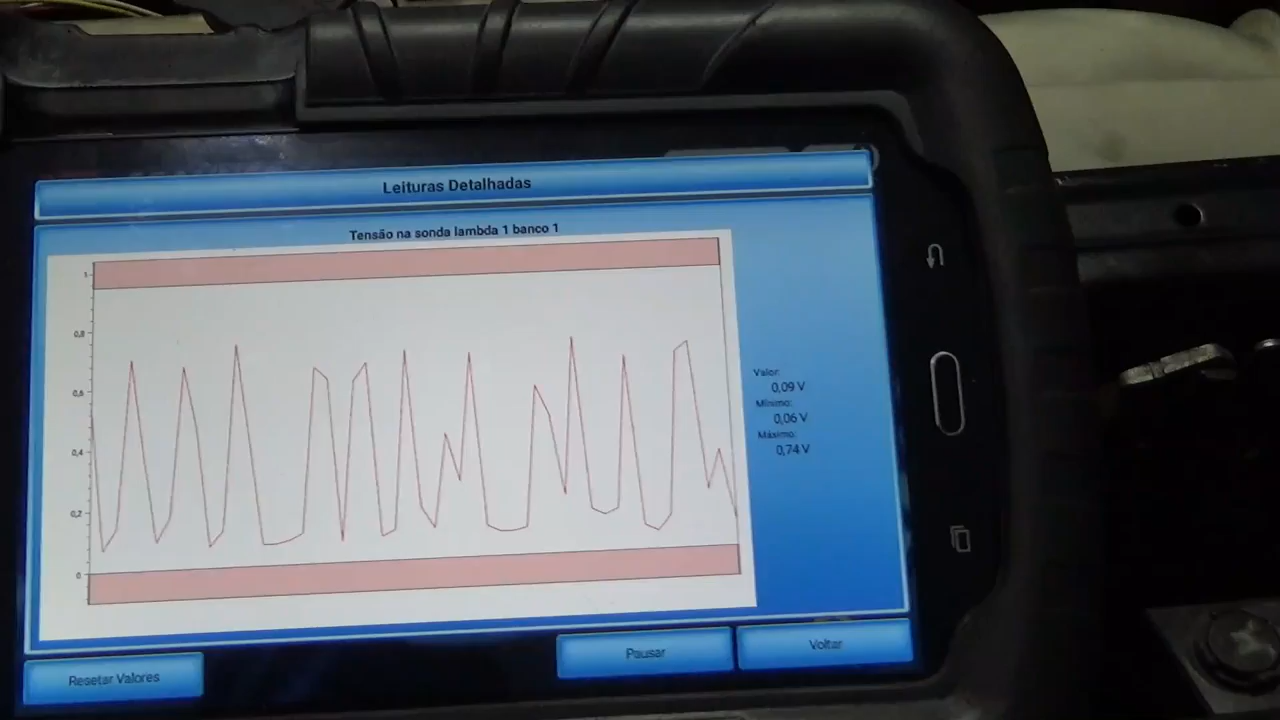 Leituras Detalhadas
Tensão na sonda lambda 1 banco 1
1
0,8
0,6
0,4
0,2
0
Valor:
0,09 V
Mínimo:
0,06 V
Máximo:
0,74 V
Resetar Valores
Pausar
Voltar